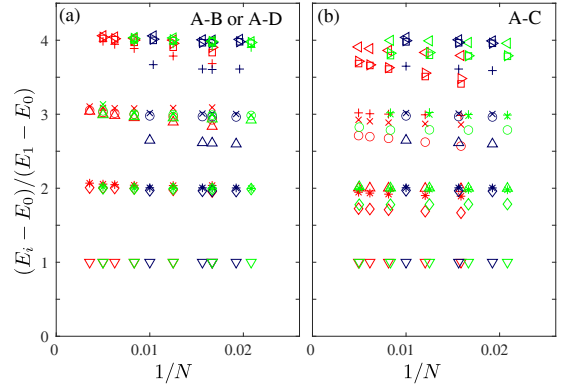 (a) A-B or A-D
(b) A-C
(E_i − E_0)/(E_1 − E_0)
4
3
2
1
0
0 0.01 0.02
0 0.01 0.02
1/N
1/N